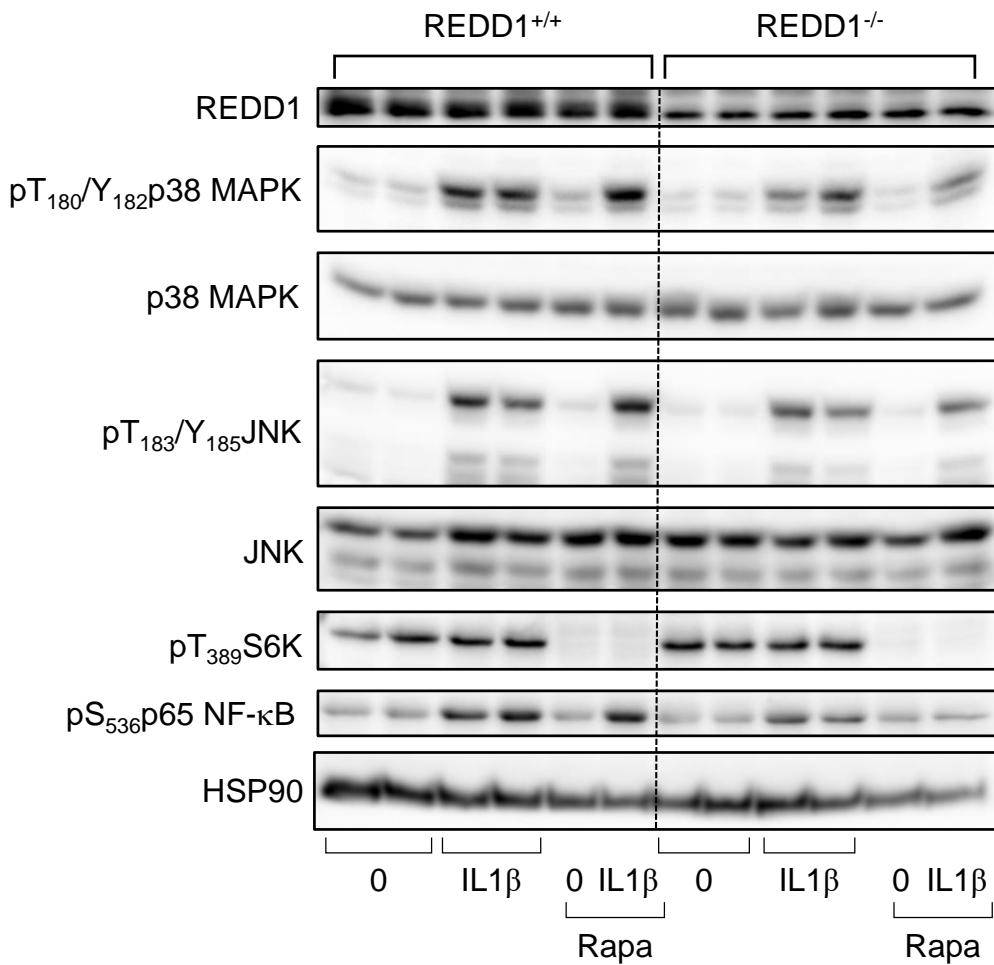 REDD1+/+ REDD1-/-
REDD1
pT180/Y182p38 MAPK
p38 MAPK
pT183/Y185JNK
JNK
pT389S6K
pS536p65 NF-κB
HSP90
0 IL1β 0 IL1β 0 IL1β 0 IL1β
Rapa Rapa